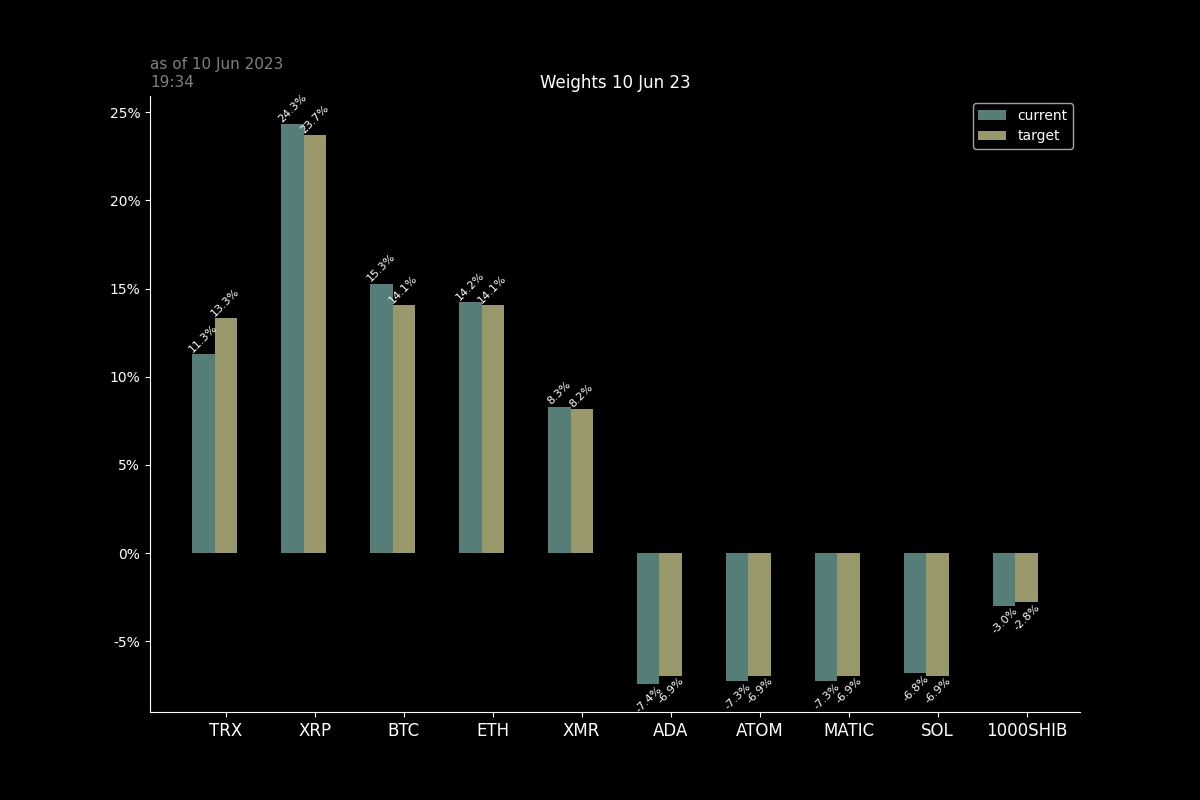 as of 10 Jun 2023
19:34
Weights 10 Jun 23
current
target
25%
20%
15%
10%
5%
0%
-5%
11.3%
13.3%
24.3%
23.7%
15.3%
14.1%
14.2%
14.1%
8.3%
8.2%
-7.4%
-6.9%
-7.3%
-6.9%
-7.3%
-6.9%
-6.8%
-6.9%
-3.0%
-2.8%
TRX
XRP
BTC
ETH
XMR
ADA
ATOM
MATIC
SOL
1000SHIB